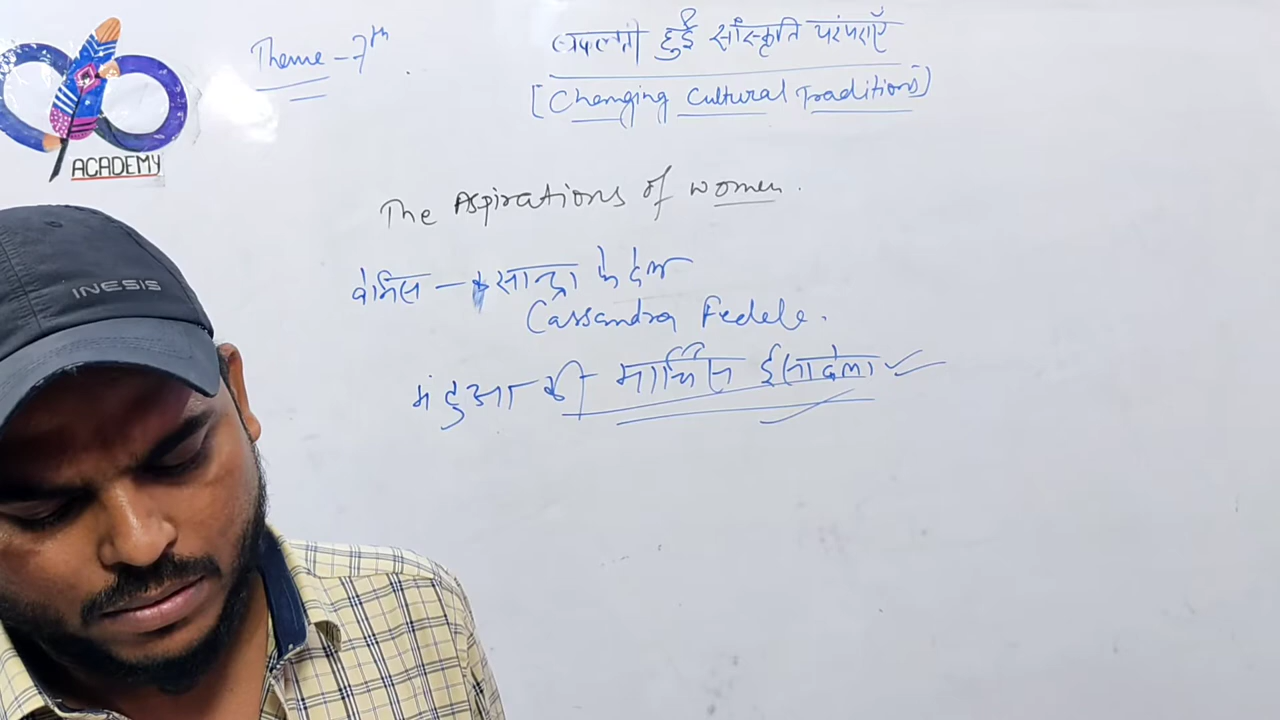 Theme - 7th
बदलती हुई साँस्कृति परंपराएँ
[Changing Cultural Traditions]
ACADEMY
The Aspirations of women.
INESIS
वेनिस - कसान्द्रा फेदेल
Cassandra Fedele.
मंटुआ की मार्चिस ईसाबेला